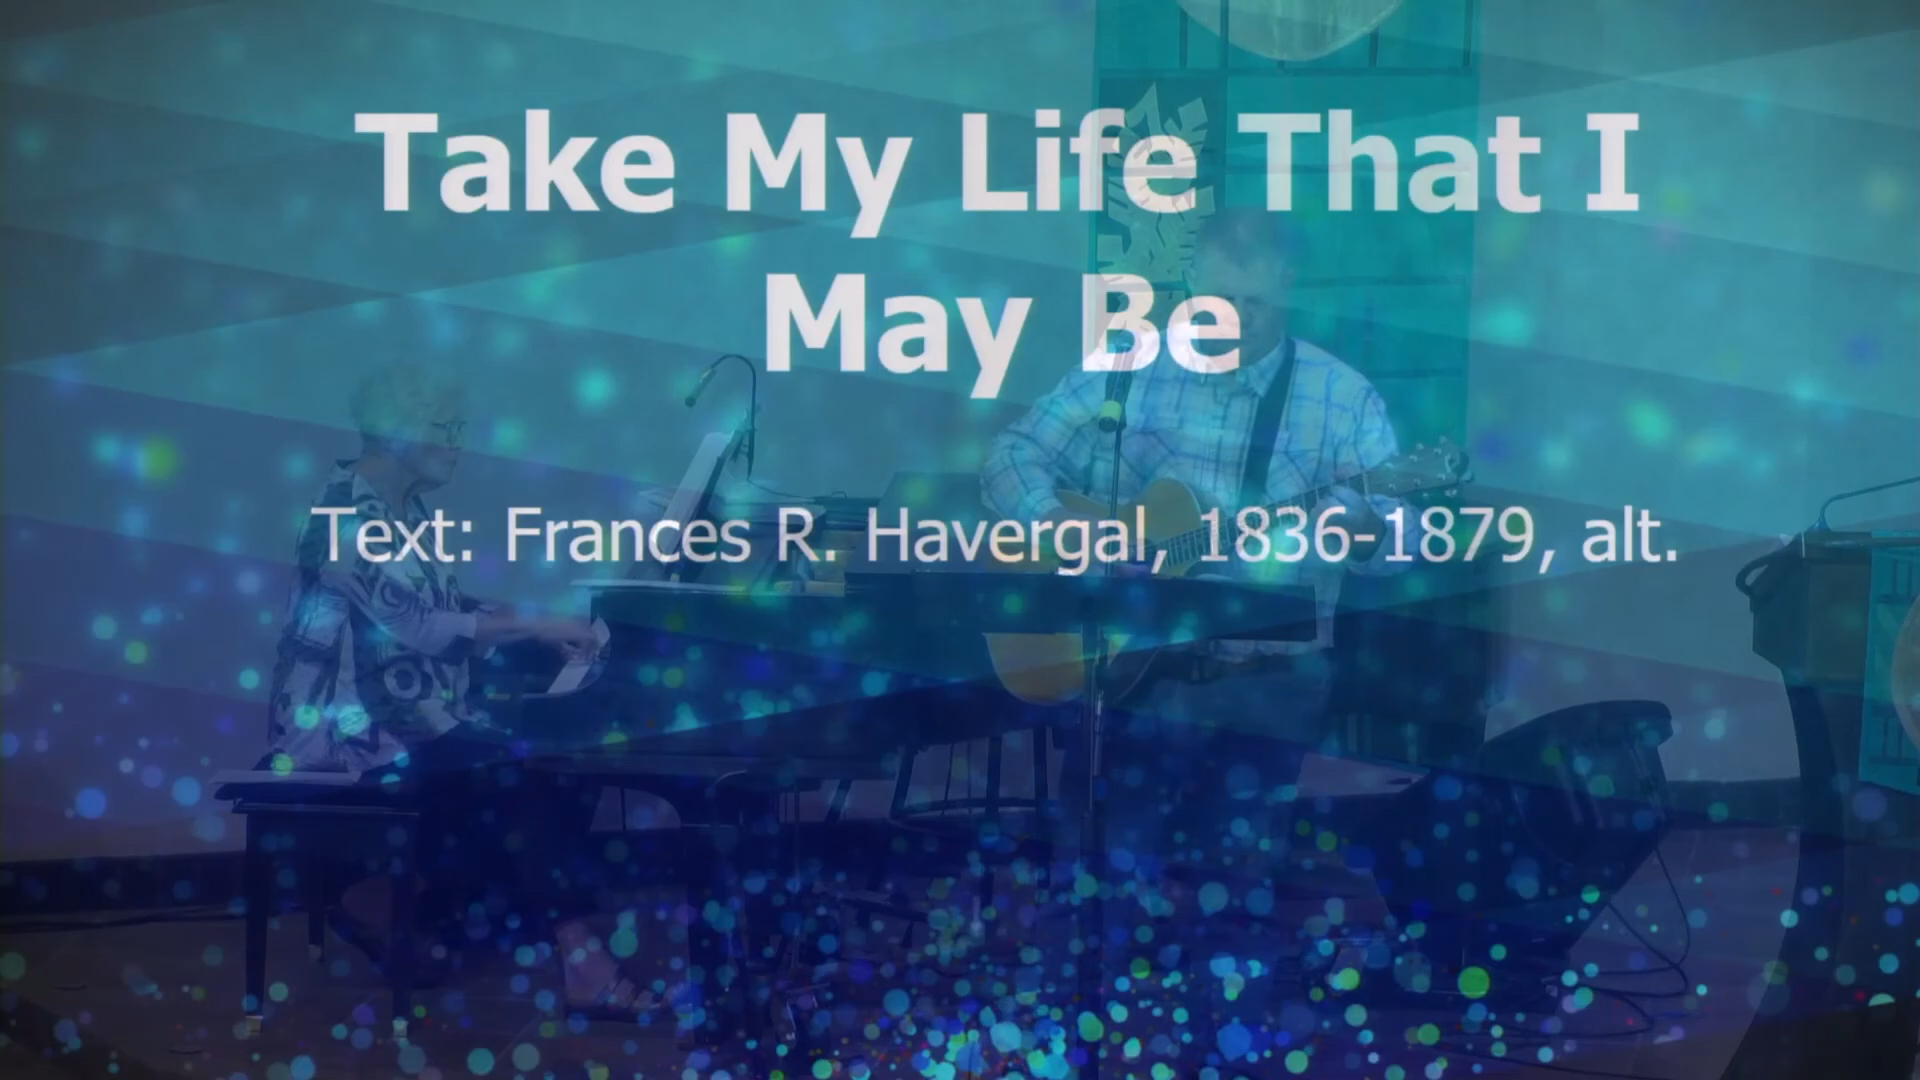 Take My Life That I
May Be
Text: Frances R. Havergal, 1836-1879, alt.